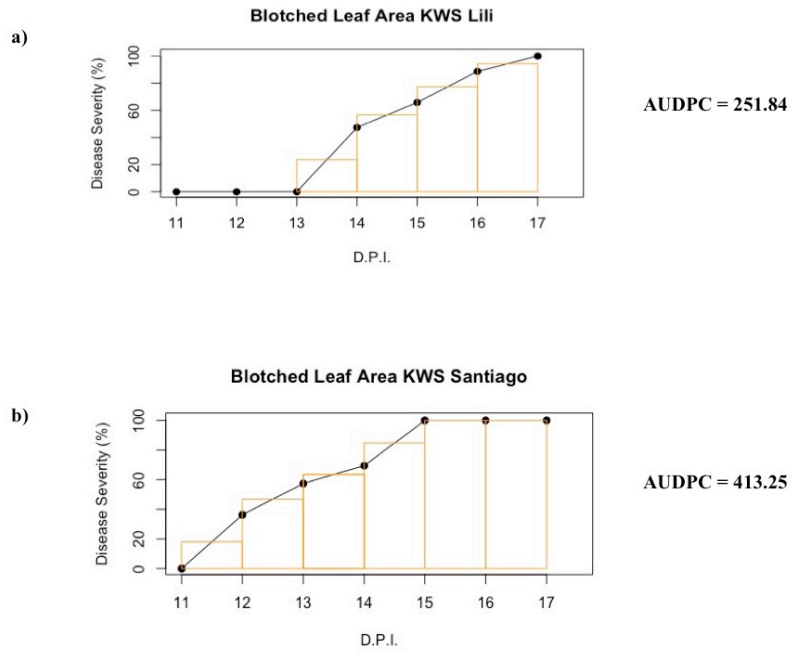 Blotched Leaf Area KWS Lili
a)
Disease Severity (%)
100
60
20
0
AUDPC = 251.84
11 12 13 14 15 16 17
D.P.I.
Blotched Leaf Area KWS Santiago
b)
Disease Severity (%)
100
60
20
0
AUDPC = 413.25
11 12 13 14 15 16 17
D.P.I.